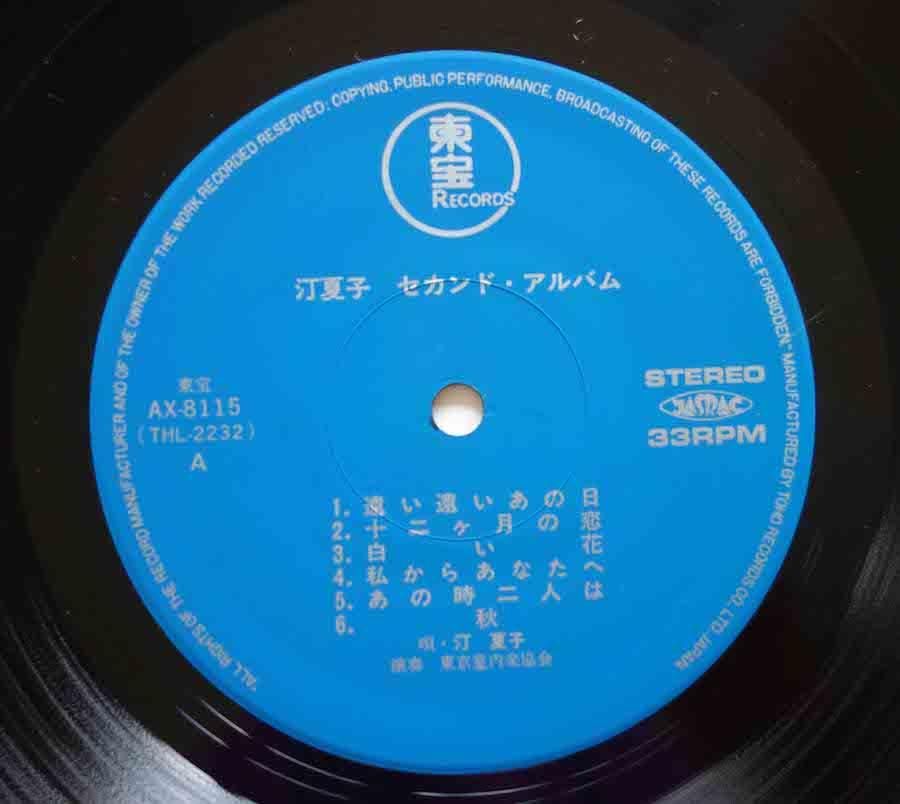 "ALL RIGHTS OF THE RECORD MANUFACTURER AND OF THE OWNER OF THE WORK RECORDED RESERVED: COPYING, PUBLIC PERFORMANCE, BROADCASTING OF THESE RECORDS ARE FORBIDDEN" MANUFACTURED BY TOHO RECORDS CO., LTD. JAPAN
東宝
RECORDS
汀夏子 セカンド・アルバム
東宝
AX-8115
(THL-2232)
A
STEREO
JASRAC
33RPM
1. 遠い遠いあの日
2. 十二ヶ月の恋
3. 白い花
4. 私からあなたへ
5. あの時二人は
6. 秋
唄・汀 夏子
演奏 東京室内楽協会